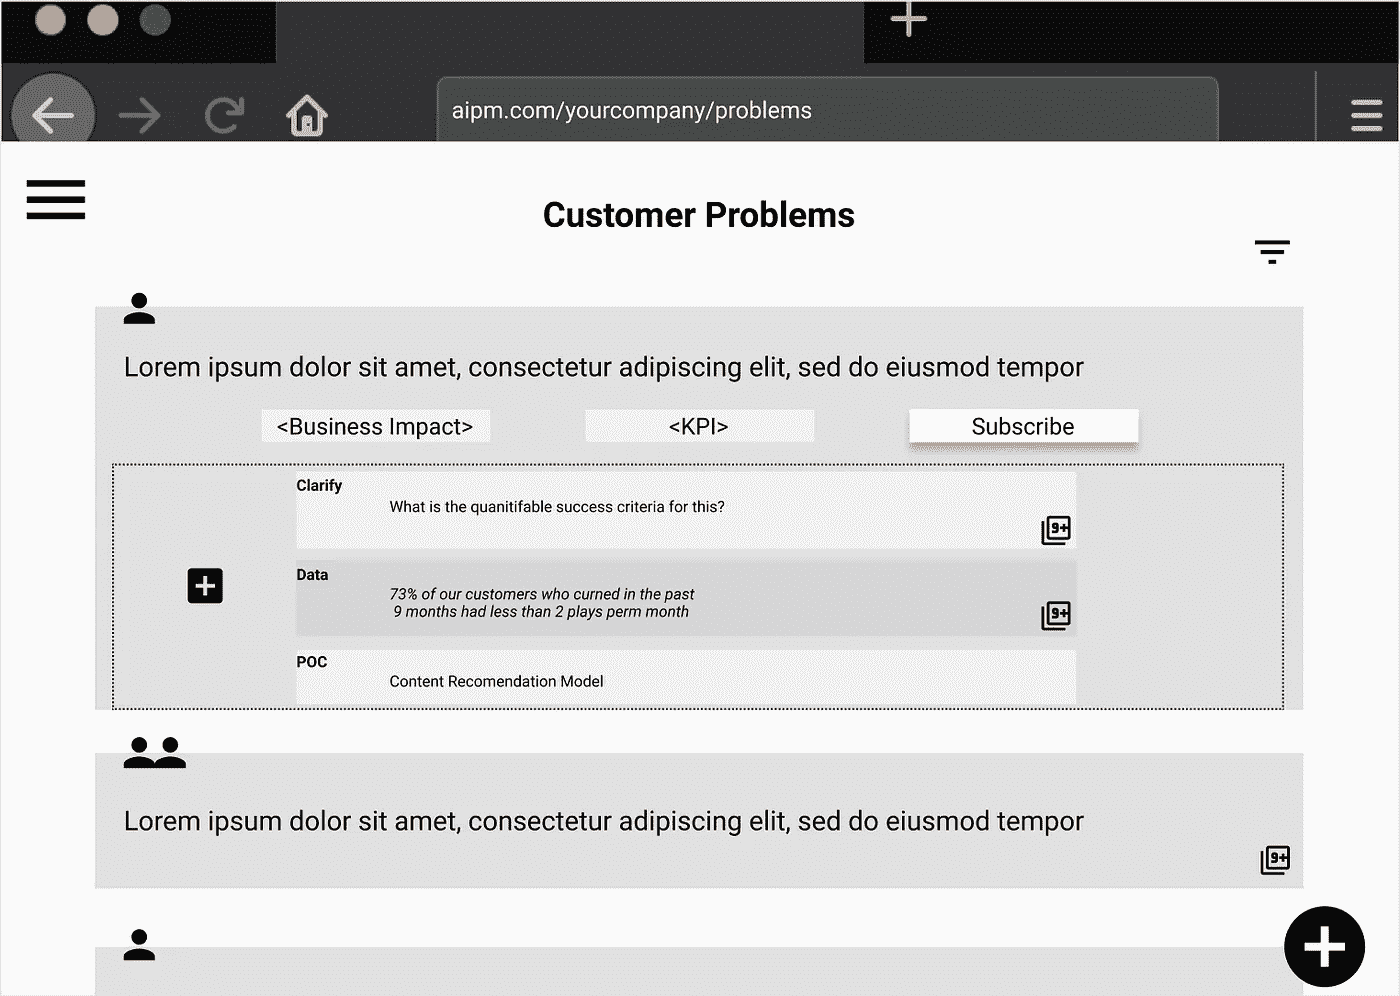 aipm.com/yourcompany/problems
Customer Problems
Lorem ipsum dolor sit amet, consectetur adipiscing elit, sed do eiusmod tempor
<Business Impact>
<KPI>
Subscribe
Clarify
What is the quanitifable success criteria for this?
9+
Data
73% of our customers who curned in the past
9 months had less than 2 plays perm month
9+
POC
Content Recomendation Model
Lorem ipsum dolor sit amet, consectetur adipiscing elit, sed do eiusmod tempor
9+